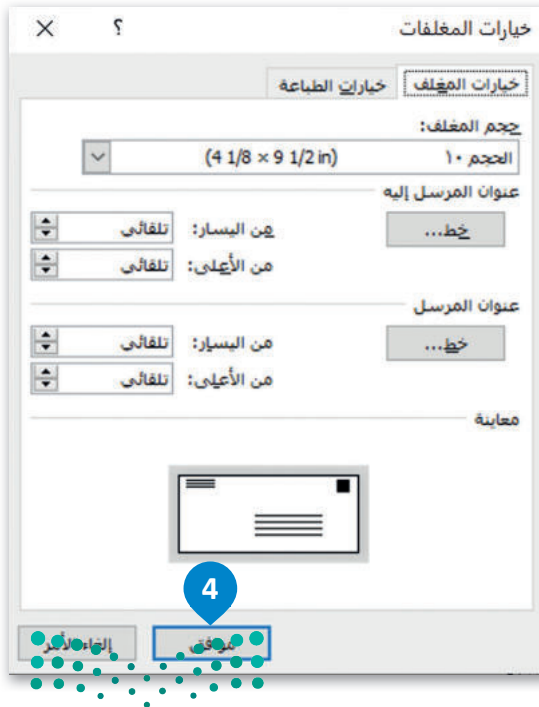 خيارات المغلفات ؟ ×
خيارات المغلف خيارات الطباعة
حجم المغلف:
الحجم ١٠ (4 1/8 × 9 1/2 in)
عنوان المرسل إليه
خط... من اليسار: تلقائي
من الأعلى: تلقائي
عنوان المرسل
خط... من اليسار: تلقائي
من الأعلى: تلقائي
معاينة
4
موافق إلغاء الأمر